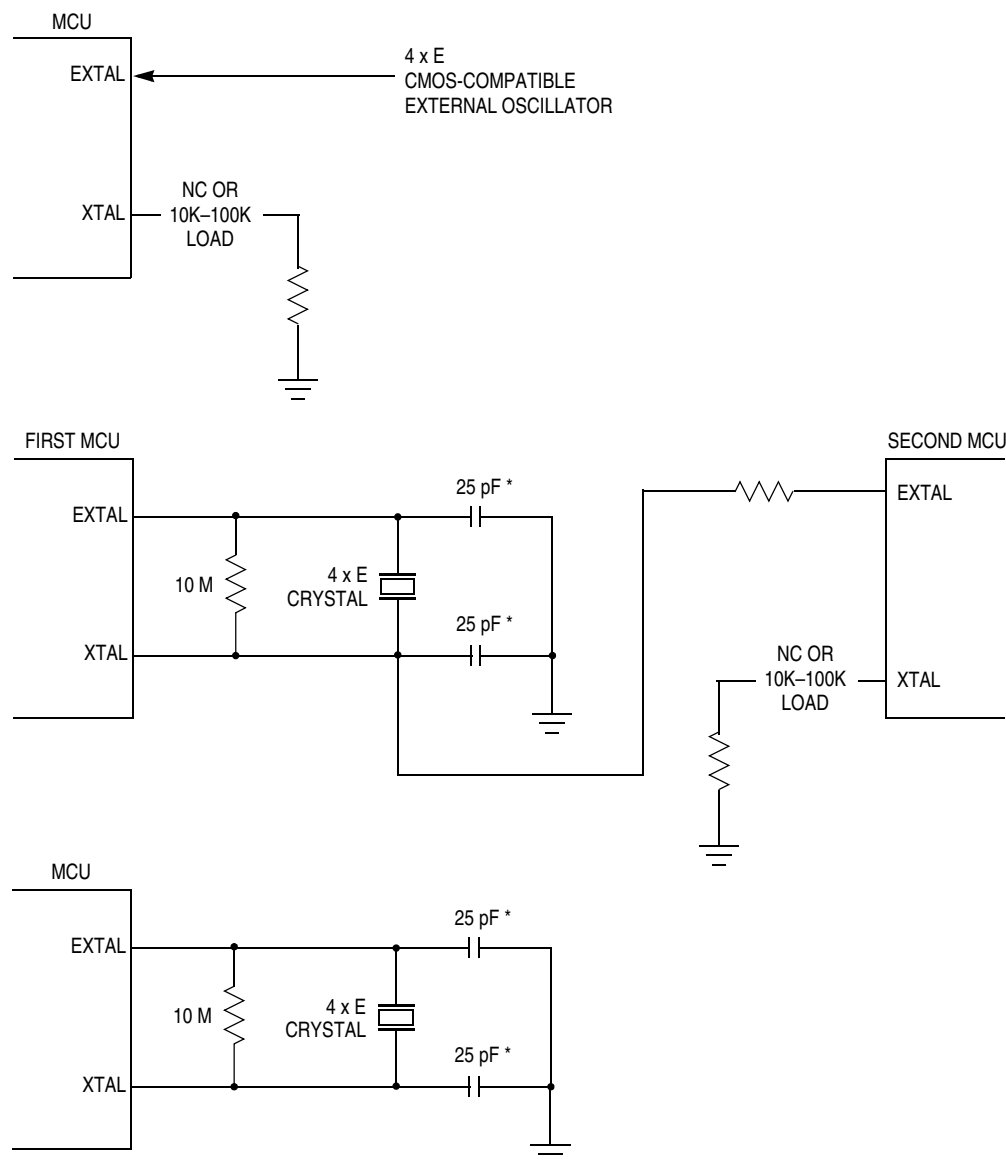 MCU
EXTAL
4 x E
CMOS-COMPATIBLE
EXTERNAL OSCILLATOR
XTAL
NC OR
10K–100K
LOAD
FIRST MCU
SECOND MCU
EXTAL
25 pF *
EXTAL
10 M
4 x E
CRYSTAL
25 pF *
XTAL
NC OR
10K–100K
LOAD
XTAL
MCU
EXTAL
25 pF *
10 M
4 x E
CRYSTAL
25 pF *
XTAL